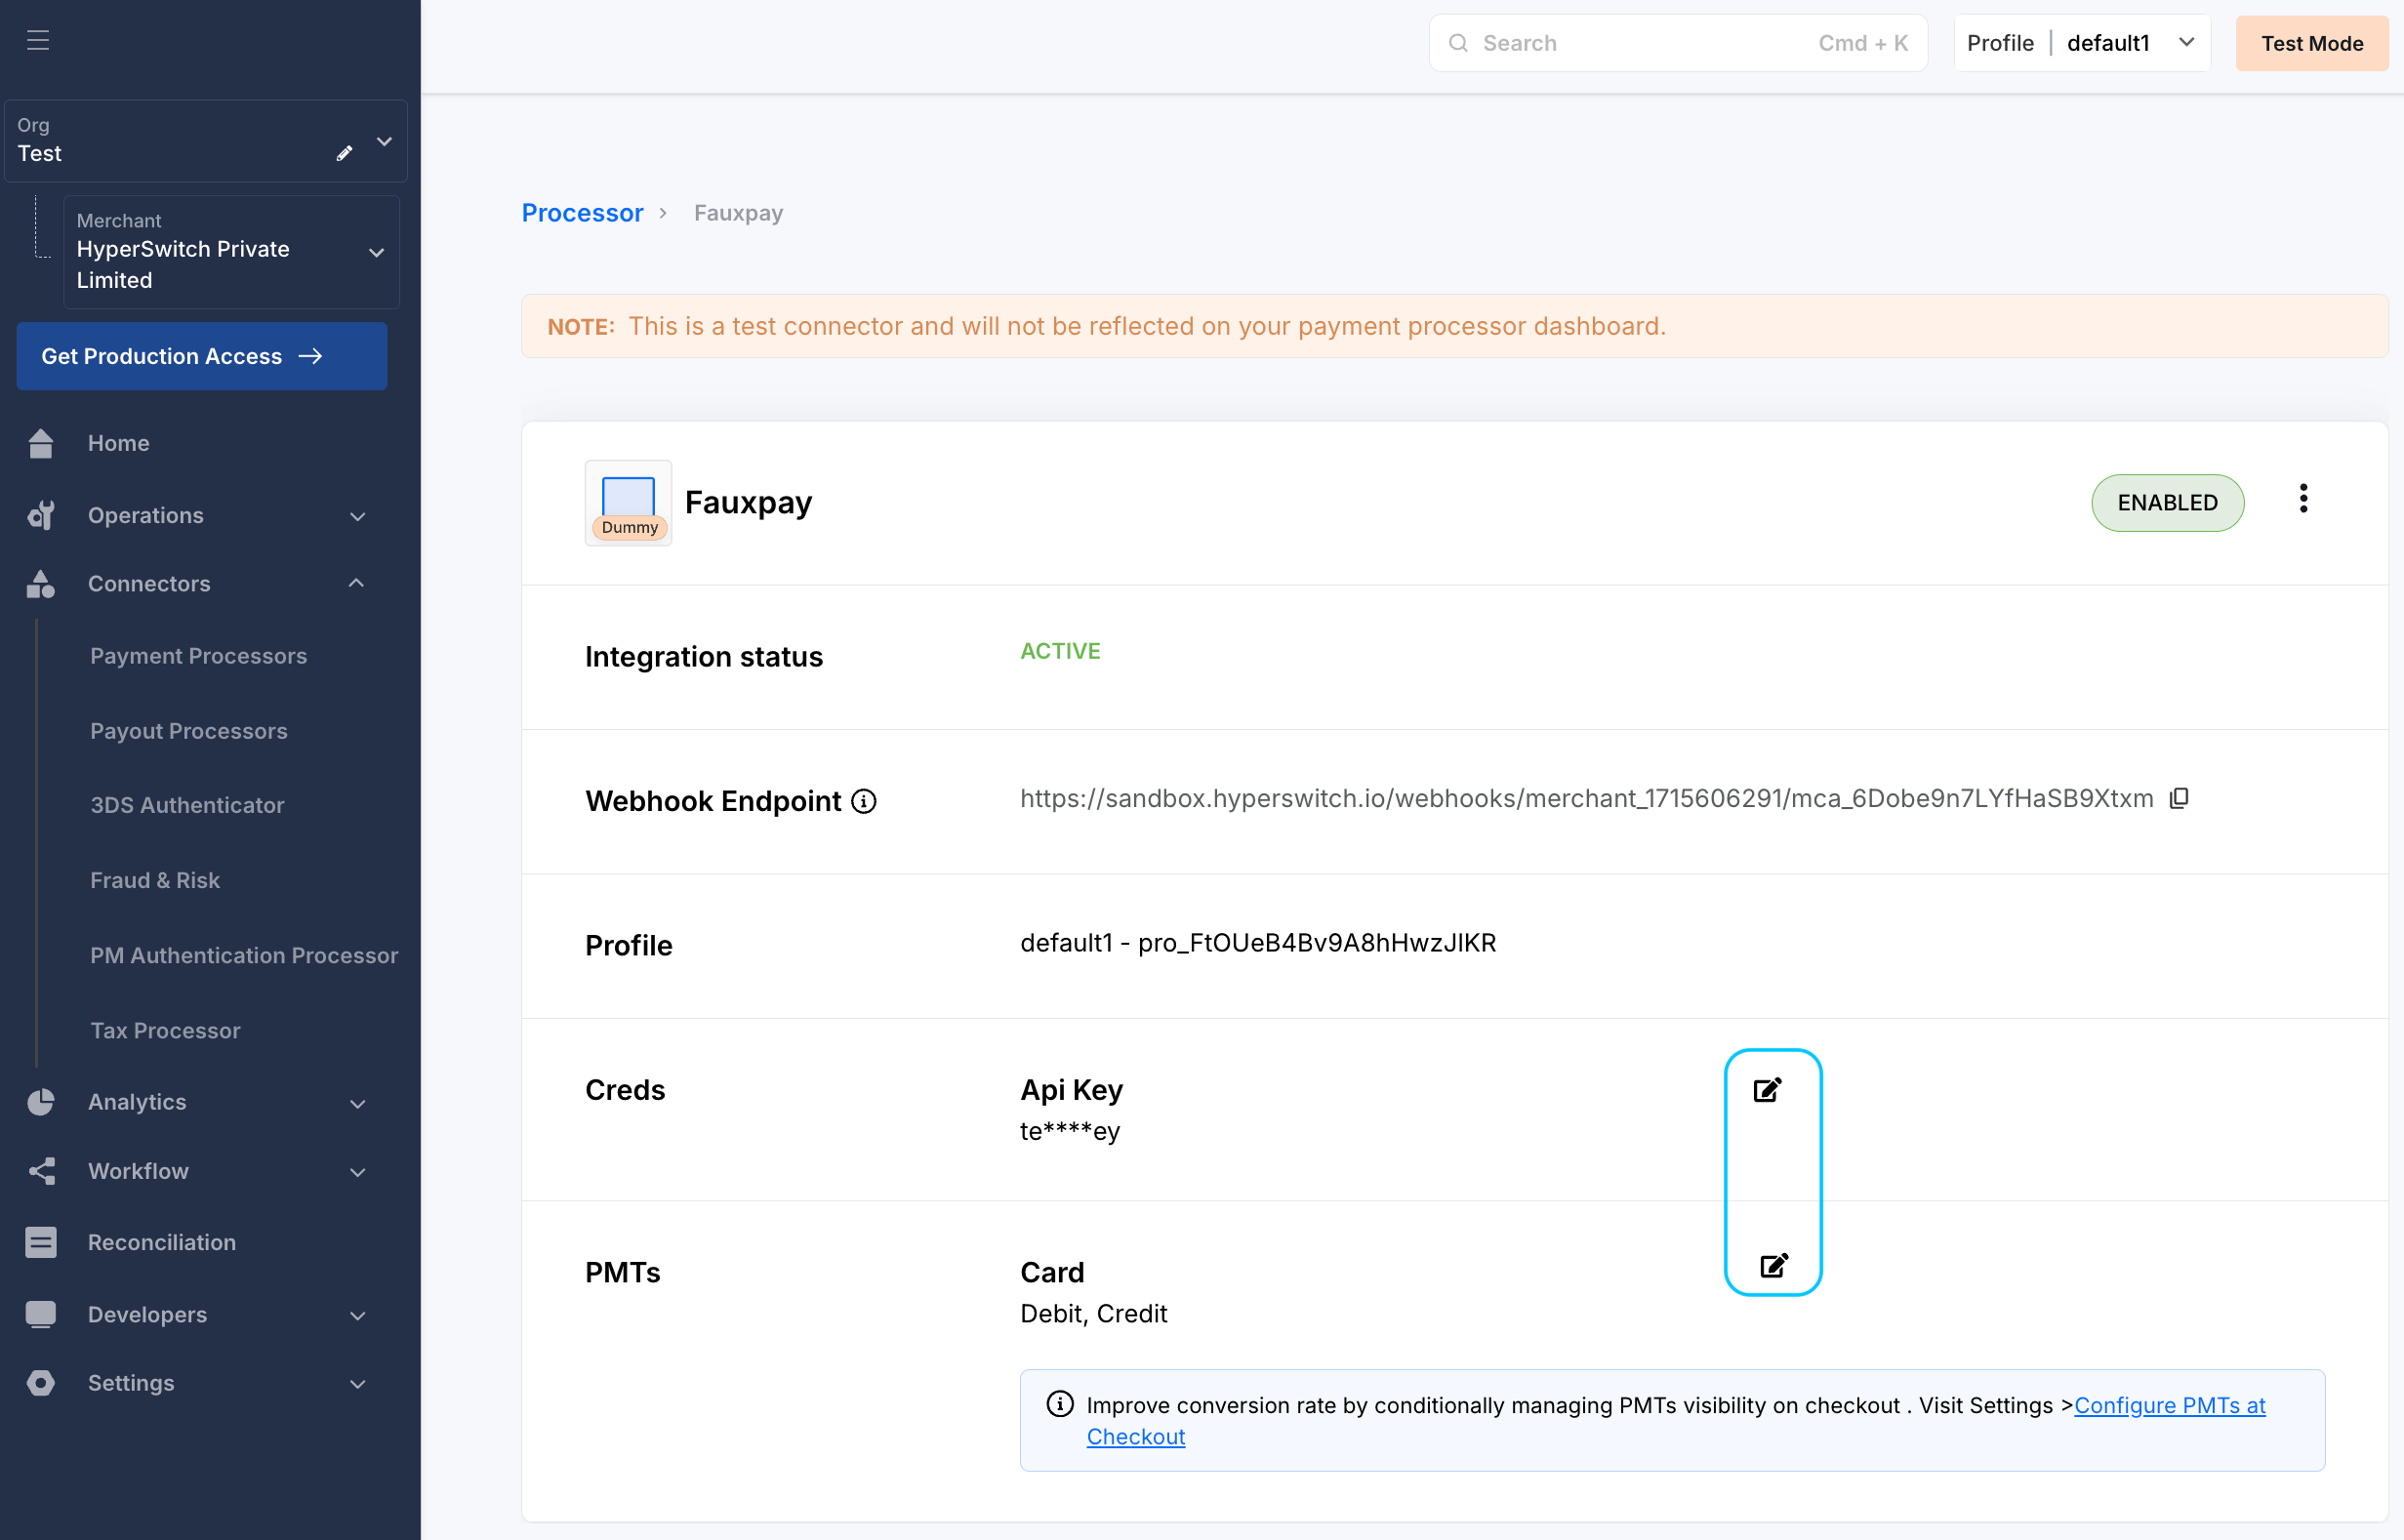 Search Cmd + K
Profile | default1
Test Mode
Org
Test
Merchant
HyperSwitch Private
Limited
Get Production Access →
Home
Operations
Connectors
Payment Processors
Payout Processors
3DS Authenticator
Fraud & Risk
PM Authentication Processor
Tax Processor
Analytics
Workflow
Reconciliation
Developers
Settings
Processor > Fauxpay
NOTE: This is a test connector and will not be reflected on your payment processor dashboard.
Dummy
Fauxpay
ENABLED
Integration status
ACTIVE
Webhook Endpoint
https://sandbox.hyperswitch.io/webhooks/merchant_1715606291/mca_6Dobe9n7LYfHaSB9Xtxm
Profile
default1 - pro_FtOUeB4Bv9A8hHwzJIKR
Creds
Api Key
te****ey
PMTs
Card
Debit, Credit
Improve conversion rate by conditionally managing PMTs visibility on checkout . Visit Settings >Configure PMTs at
Checkout